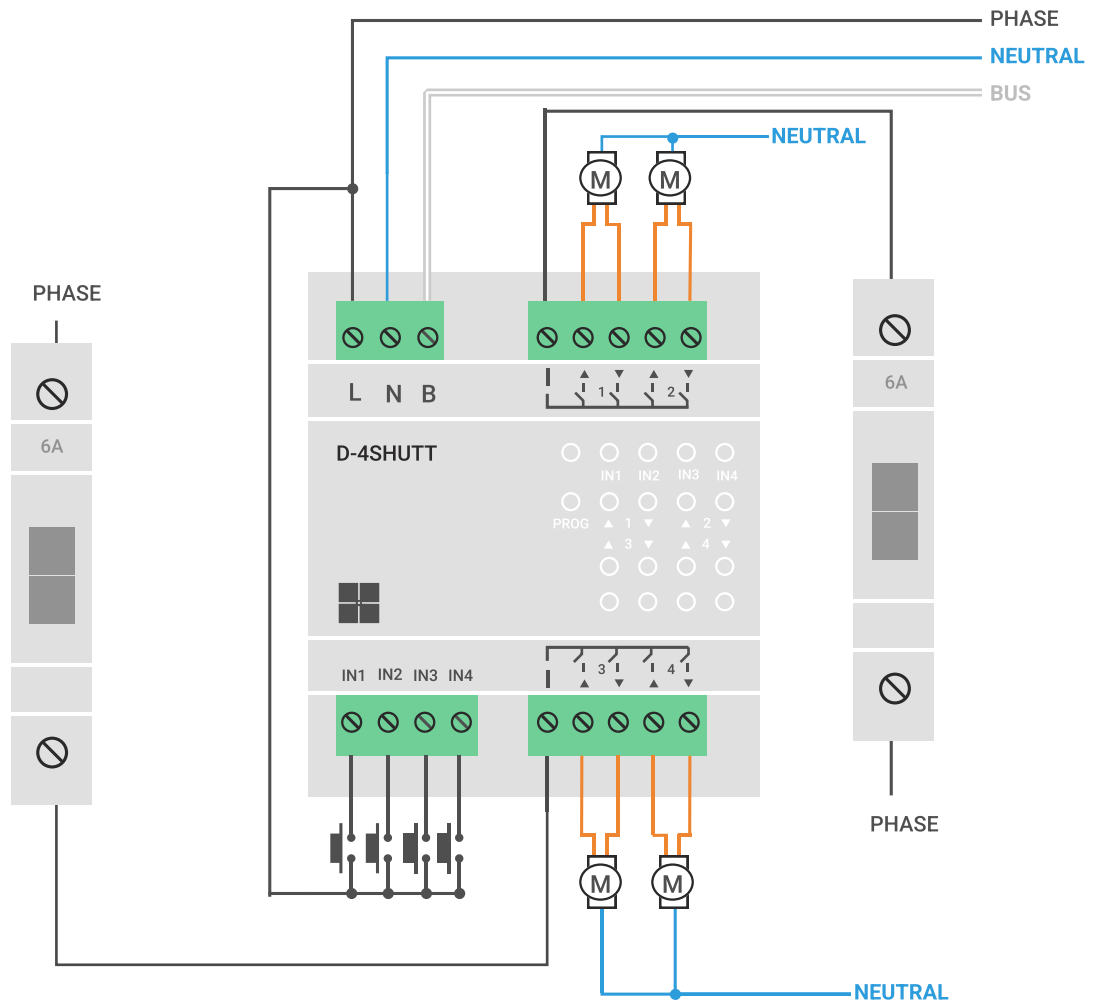 PHASE
NEUTRAL
BUS
NEUTRAL
M M
PHASE
6A
6A
L N B
1 2
D-4SHUTT
IN1 IN2 IN3 IN4
PROG ▲ 1 ▼ ▲ 2 ▼
▲ 3 ▼ ▲ 4 ▼
IN1 IN2 IN3 IN4
3 4
PHASE
M M
NEUTRAL